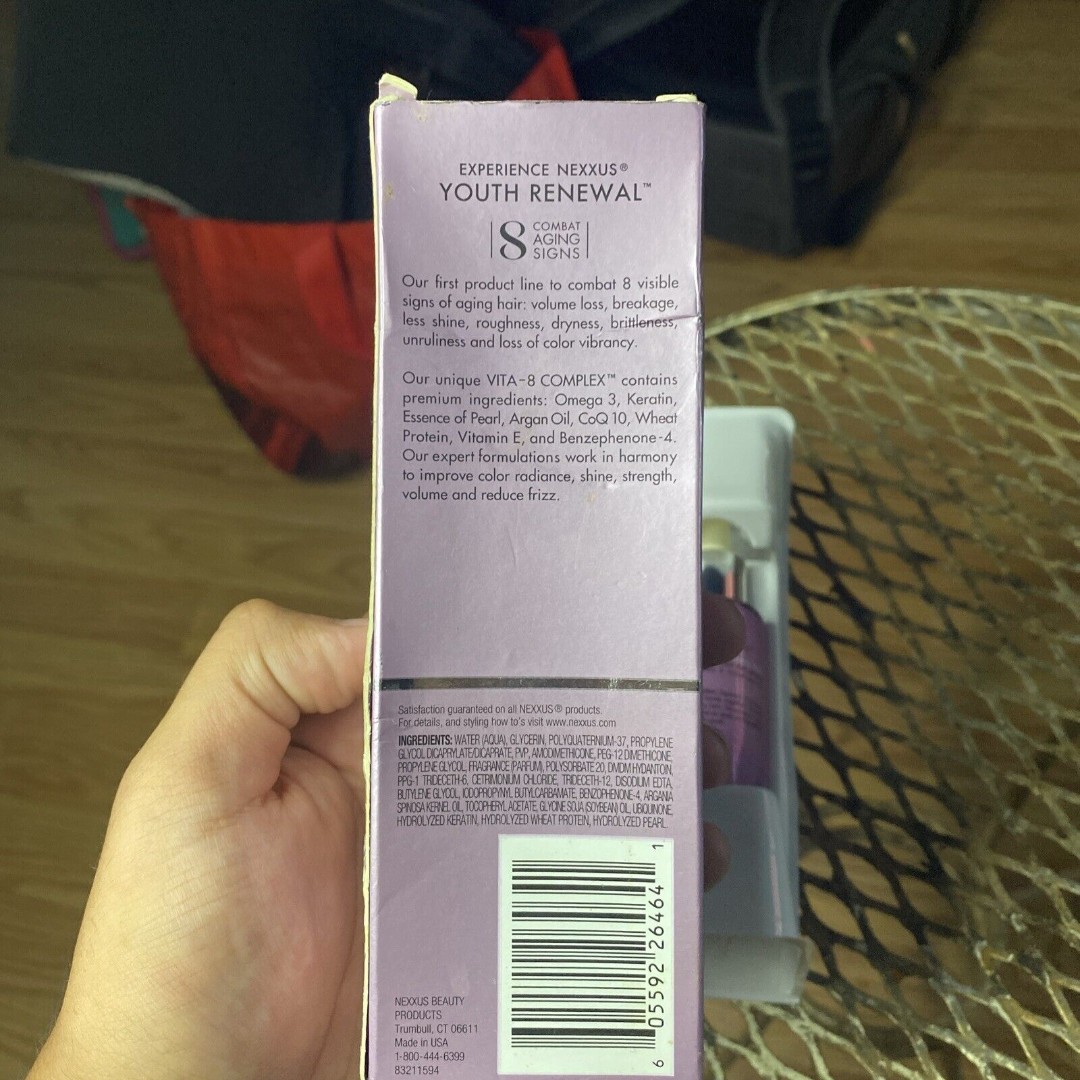 EXPERIENCE NEXXUS®
YOUTH RENEWAL™
8 COMBAT
AGING
SIGNS
Our first product line to combat 8 visible
signs of aging hair: volume loss, breakage,
less shine, roughness, dryness, brittleness,
unruliness and loss of color vibrancy.
Our unique VITA-8 COMPLEX™ contains
premium ingredients: Omega 3, Keratin,
Essence of Pearl, Argan Oil, CoQ10, Wheat
Protein, Vitamin E, and Benzephenone-4.
Our expert formulations work in harmony
to improve color radiance, shine, strength,
volume and reduce frizz.
Satisfaction guaranteed on all NEXXUS® products.
For details, and styling how to's visit www.nexxus.com
INGREDIENTS: WATER (AQUA), GLYCERIN, POLYQUATERNIUM-37, PROPYLENE
GLYCOL DICAPRYLATE/DICAPRATE, PVP, AMODIMETHICONE, PEG-12 DIMETHICONE,
PROPYLENE GLYCOL, FRAGRANCE (PARFUM), POLYSORBATE 20, DMDM HYDANTOIN,
PPG-1 TRIDECETH-6, CETRIMONIUM CHLORIDE, TRIDECETH-12, DISODIUM EDTA,
BUTYLENE GLYCOL, IODOPROPYNYL BUTYLCARBAMATE, BENZOPHENONE-4, ARGANIA
SPINOSA KERNEL OIL, TOCOPHERYL ACETATE, GLYCINE SOJA (SOYBEAN) OIL, UBIQUINONE,
HYDROLYZED KERATIN, HYDROLYZED WHEAT PROTEIN, HYDROLYZED PEARL.
6 05592 26464 1
NEXXUS BEAUTY
PRODUCTS
Trumbull, CT 06611
Made in USA
1-800-444-6399
83211594